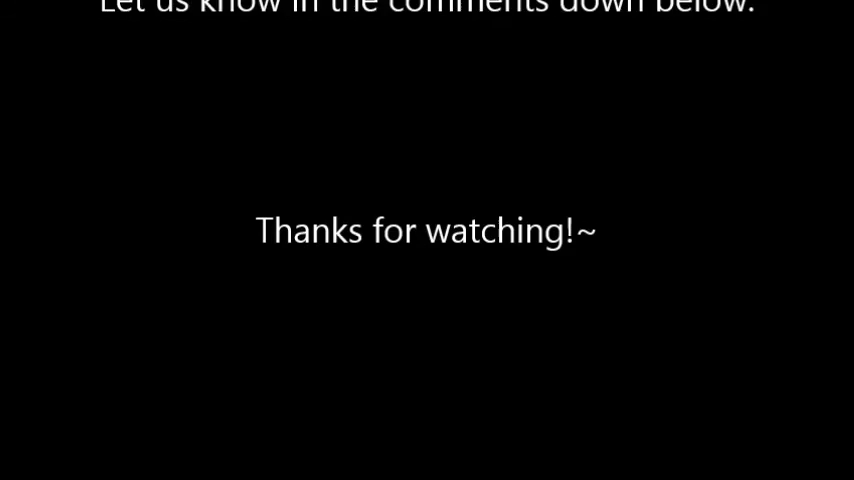 Let us know in the comments down below.
Thanks for watching!~